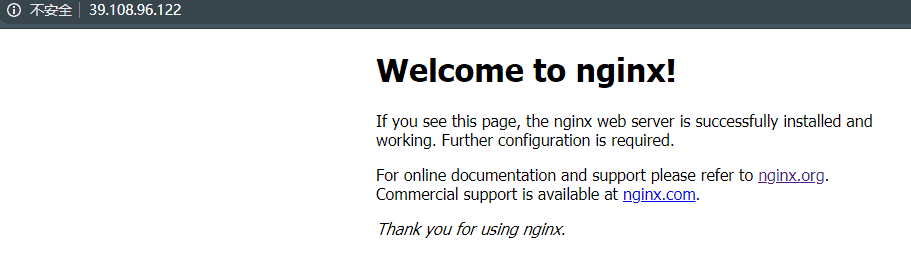 不安全 39.108.96.122
Welcome to nginx!
If you see this page, the nginx web server is successfully installed and
working. Further configuration is required.
For online documentation and support please refer to nginx.org.
Commercial support is available at nginx.com.
Thank you for using nginx.